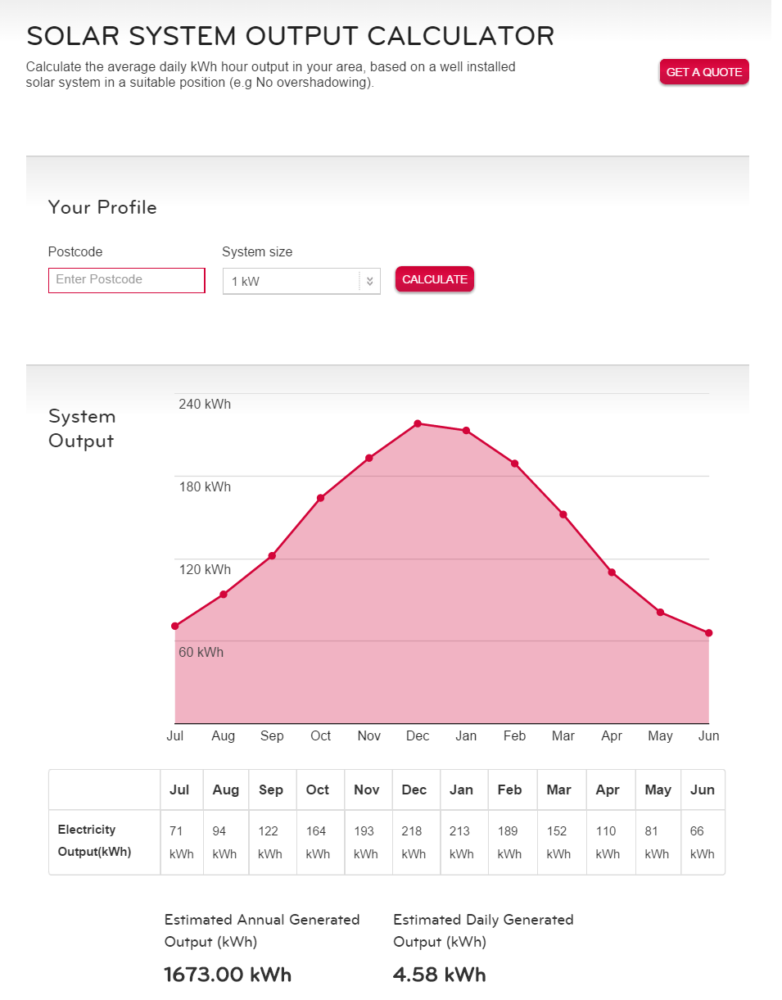 SOLAR SYSTEM OUTPUT CALCULATOR
Calculate the average daily kWh hour output in your area, based on a well installed
solar system in a suitable position (e.g No overshadowing).
GET A QUOTE
Your Profile
Postcode
System size
Enter Postcode
1 kW
CALCULATE
System
Output
240 kWh
180 kWh
120 kWh
60 kWh
Jul Aug Sep Oct Nov Dec Jan Feb Mar Apr May Jun
Jul Aug Sep Oct Nov Dec Jan Feb Mar Apr May Jun
Electricity
Output(kWh)
71 94 122 164 193 218 213 189 152 110 81 66
kWh kWh kWh kWh kWh kWh kWh kWh kWh kWh kWh kWh
Estimated Annual Generated
Output (kWh)
1673.00 kWh
Estimated Daily Generated
Output (kWh)
4.58 kWh